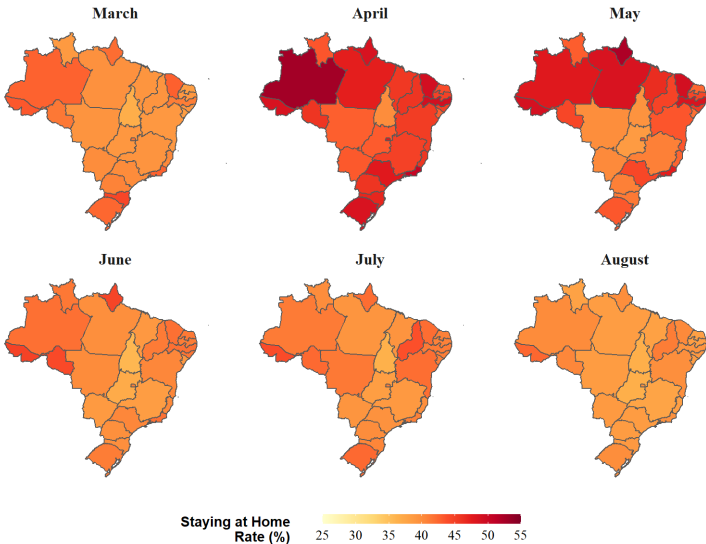 March
April
May
June
July
August
Staying at Home
Rate (%)
25 30 35 40 45 50 55